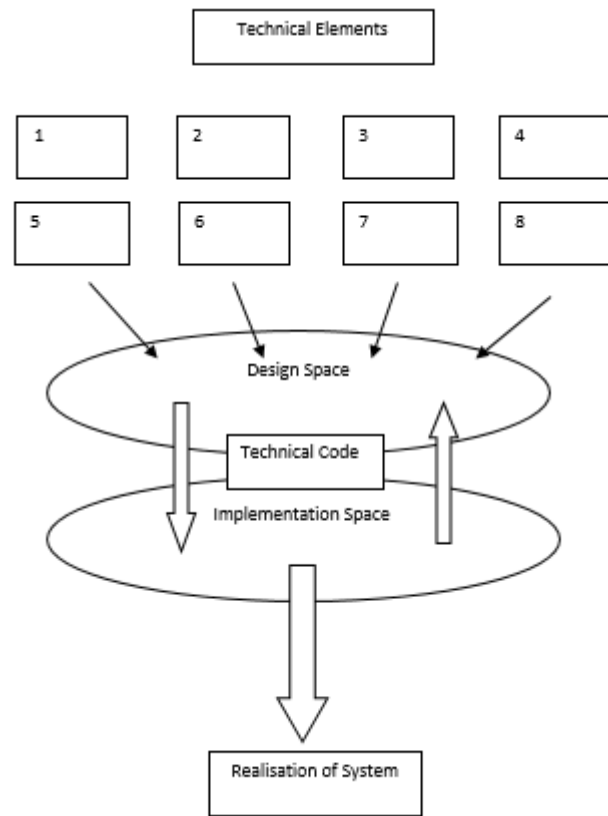 Technical Elements
1
2
3
4
5
6
7
8
Design Space
Technical Code
Implementation Space
Realisation of System